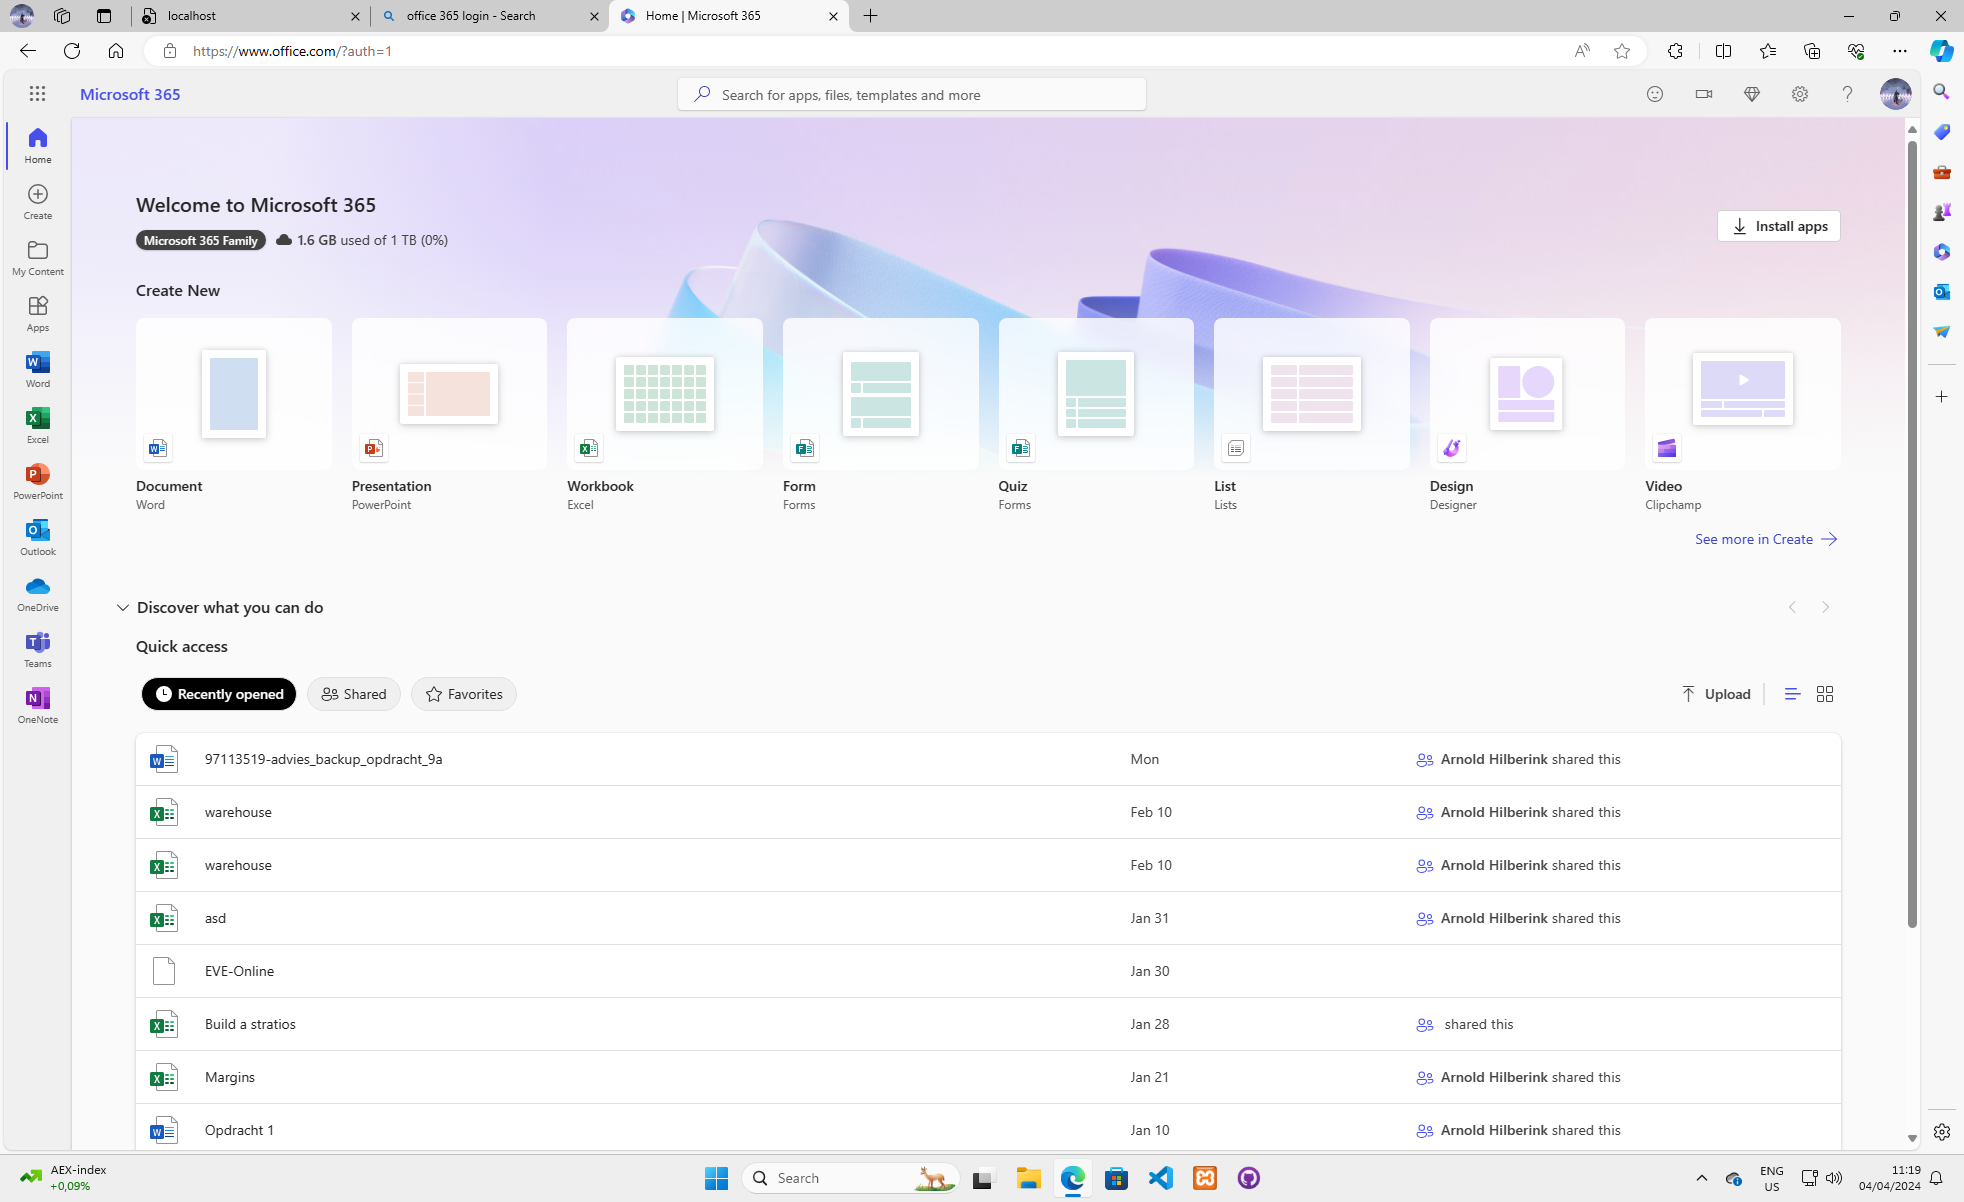 localhost
office 365 login - Search
Home | Microsoft 365
https://www.office.com/?auth=1
Microsoft 365
Search for apps, files, templates and more
Home
Create
My Content
Apps
Word
Excel
PowerPoint
Outlook
OneDrive
Teams
OneNote
Welcome to Microsoft 365
Microsoft 365 Family
1.6 GB used of 1 TB (0%)
Install apps
Create New
Document
Word
Presentation
PowerPoint
Workbook
Excel
Form
Forms
Quiz
Forms
List
Lists
Design
Designer
Video
Clipchamp
See more in Create
Discover what you can do
Quick access
Recently opened
Shared
Favorites
Upload
97113519-advies_backup_opdracht_9a Mon Arnold Hilberink shared this
warehouse Feb 10 Arnold Hilberink shared this
warehouse Feb 10 Arnold Hilberink shared this
asd Jan 31 Arnold Hilberink shared this
EVE-Online Jan 30
Build a stratios Jan 28 shared this
Margins Jan 21 Arnold Hilberink shared this
Opdracht 1 Jan 10 Arnold Hilberink shared this
AEX-index
+0,09%
Search
ENG
US
11:19
04/04/2024